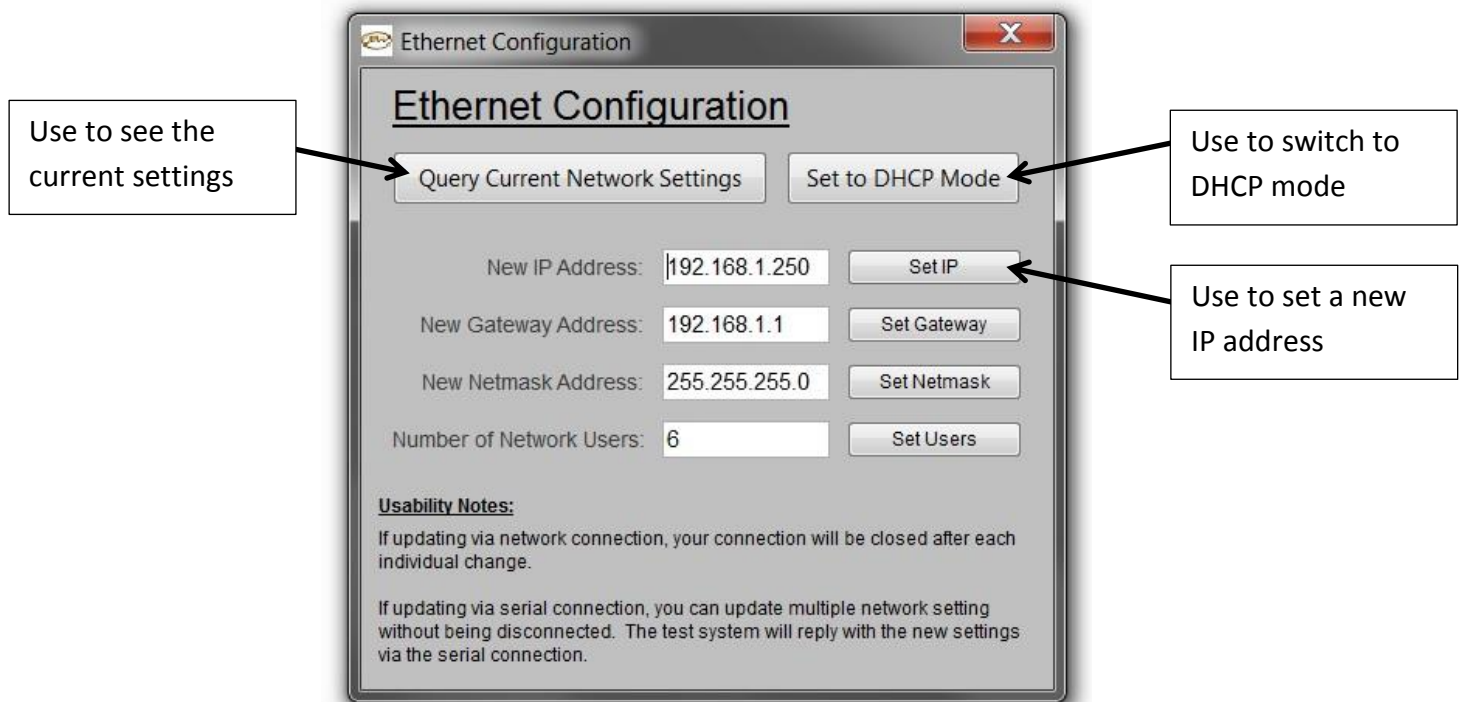 Ethernet Configuration
X
Ethernet Configuration
Use to see the
current settings
Query Current Network Settings
Set to DHCP Mode
Use to switch to
DHCP mode
New IP Address: 192.168.1.250 Set IP
Use to set a new
IP address
New Gateway Address: 192.168.1.1 Set Gateway
New Netmask Address: 255.255.255.0 Set Netmask
Number of Network Users: 6 Set Users
Usability Notes:
If updating via network connection, your connection will be closed after each
individual change.
If updating via serial connection, you can update multiple network setting
without being disconnected. The test system will reply with the new settings
via the serial connection.